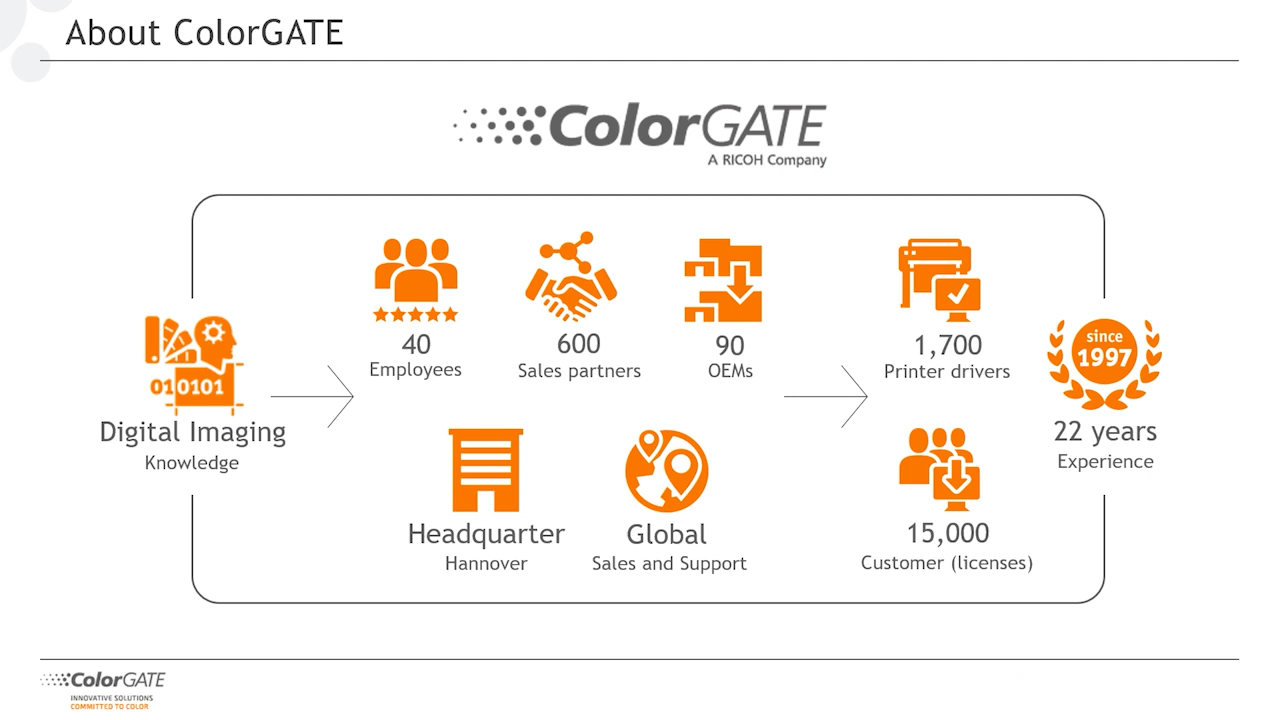 About ColorGATE
ColorGATE
A RICOH Company
40
Employees
600
Sales partners
90
OEMs
1,700
Printer drivers
010101
Digital Imaging
Knowledge
since
1997
22 years
Experience
Headquarter
Hannover
Global
Sales and Support
15,000
Customer (licenses)
ColorGATE
INNOVATIVE SOLUTIONS
COMMITTED TO COLOR